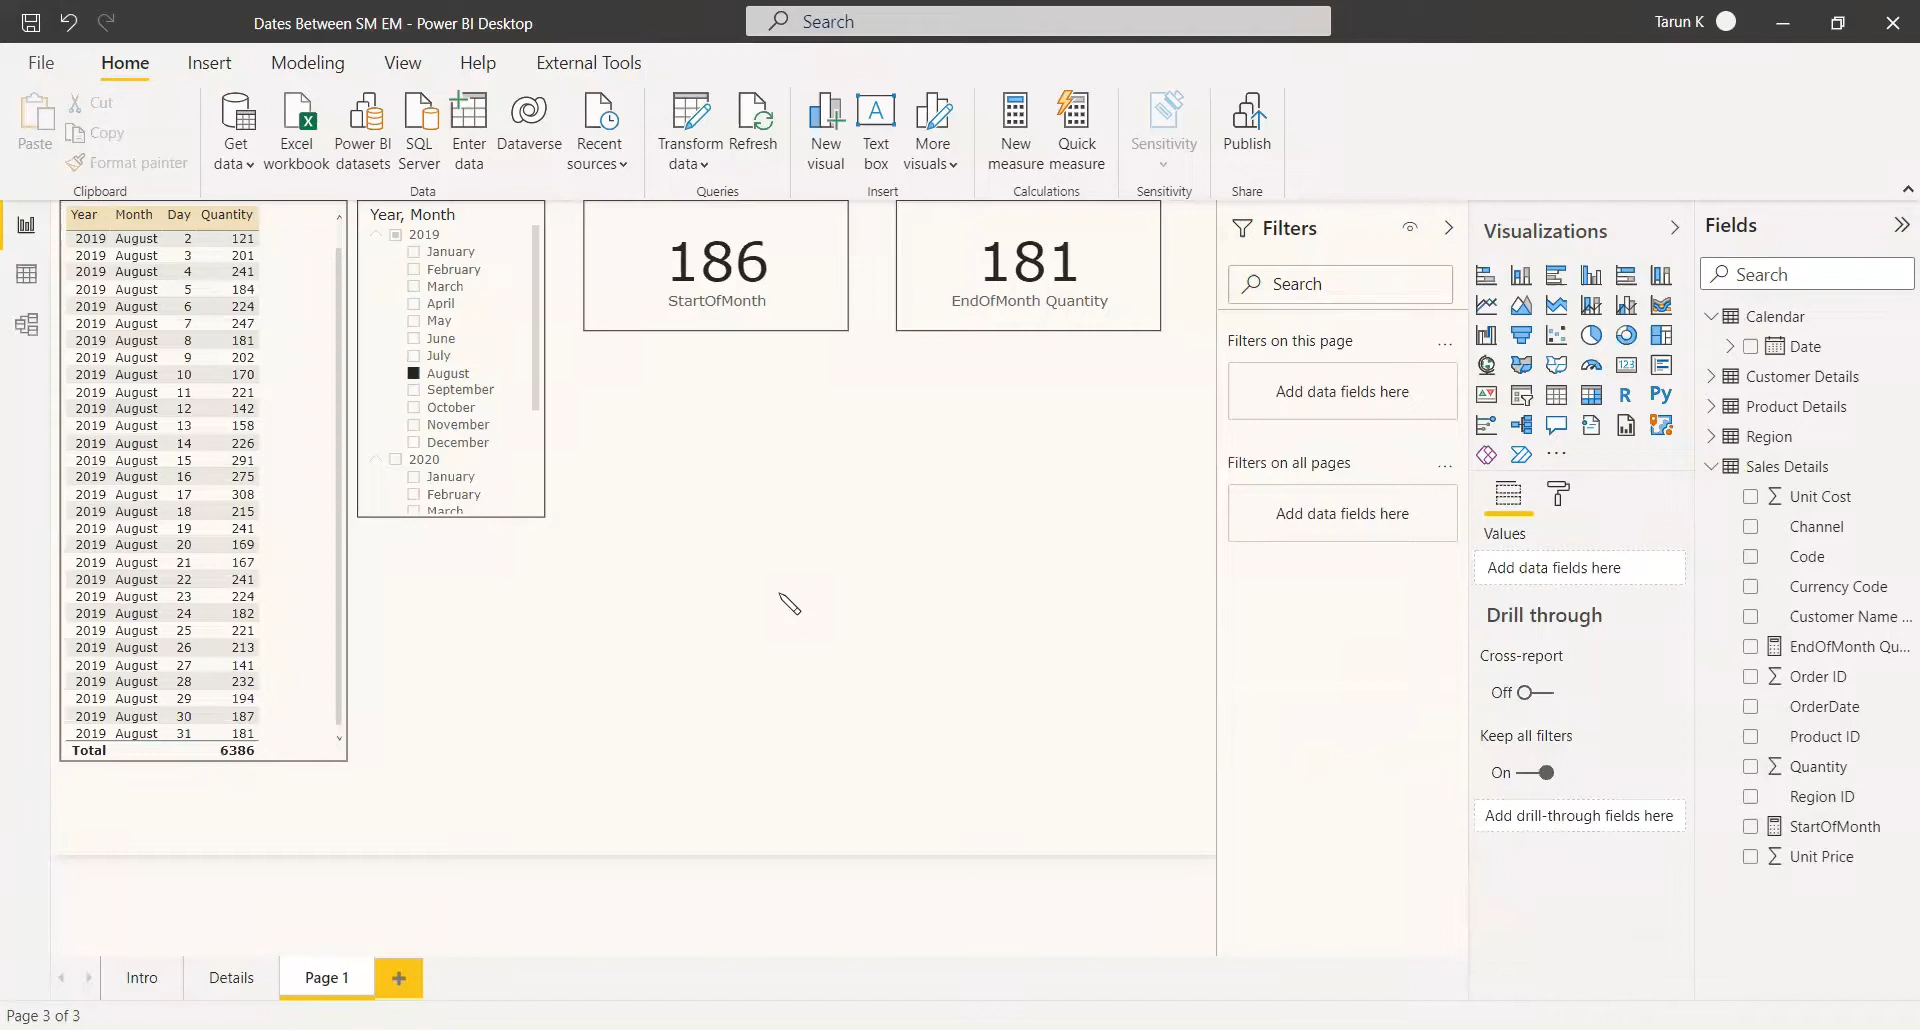 Dates Between SM EM - Power BI Desktop
Search
Tarun K
File Home Insert Modeling View Help External Tools
Paste
Cut
Copy
Format painter
Clipboard
Get data
Excel workbook
Power BI datasets
SQL Server
Enter data
Dataverse
Recent sources
Data
Transform data
Refresh
Queries
New visual
Text box
More visuals
Insert
New measure
Quick measure
Calculations
Sensitivity
Sensitivity
Publish
Share
Year Month Day Quantity
2019 August 2 121
2019 August 3 201
2019 August 4 241
2019 August 5 184
2019 August 6 224
2019 August 7 247
2019 August 8 181
2019 August 9 202
2019 August 10 170
2019 August 11 221
2019 August 12 142
2019 August 13 158
2019 August 14 226
2019 August 15 291
2019 August 16 275
2019 August 17 308
2019 August 18 215
2019 August 19 241
2019 August 20 169
2019 August 21 167
2019 August 22 241
2019 August 23 224
2019 August 24 182
2019 August 25 221
2019 August 26 213
2019 August 27 141
2019 August 28 232
2019 August 29 194
2019 August 30 187
2019 August 31 181
Total 6386
Year, Month
2019
January
February
March
April
May
June
July
August
September
October
November
December
2020
January
February
March
186
StartOfMonth
181
EndOfMonth Quantity
Filters
Search
Filters on this page ...
Add data fields here
Filters on all pages ...
Add data fields here
Visualizations
123
R
Py
...
Values
Add data fields here
Drill through
Cross-report
Off
Keep all filters
On
Add drill-through fields here
Fields
Search
Calendar
Date
Customer Details
Product Details
Region
Sales Details
Unit Cost
Channel
Code
Currency Code
Customer Name ...
EndOfMonth Qu...
Order ID
OrderDate
Product ID
Quantity
Region ID
StartOfMonth
Unit Price
Intro Details Page 1 +
Page 3 of 3